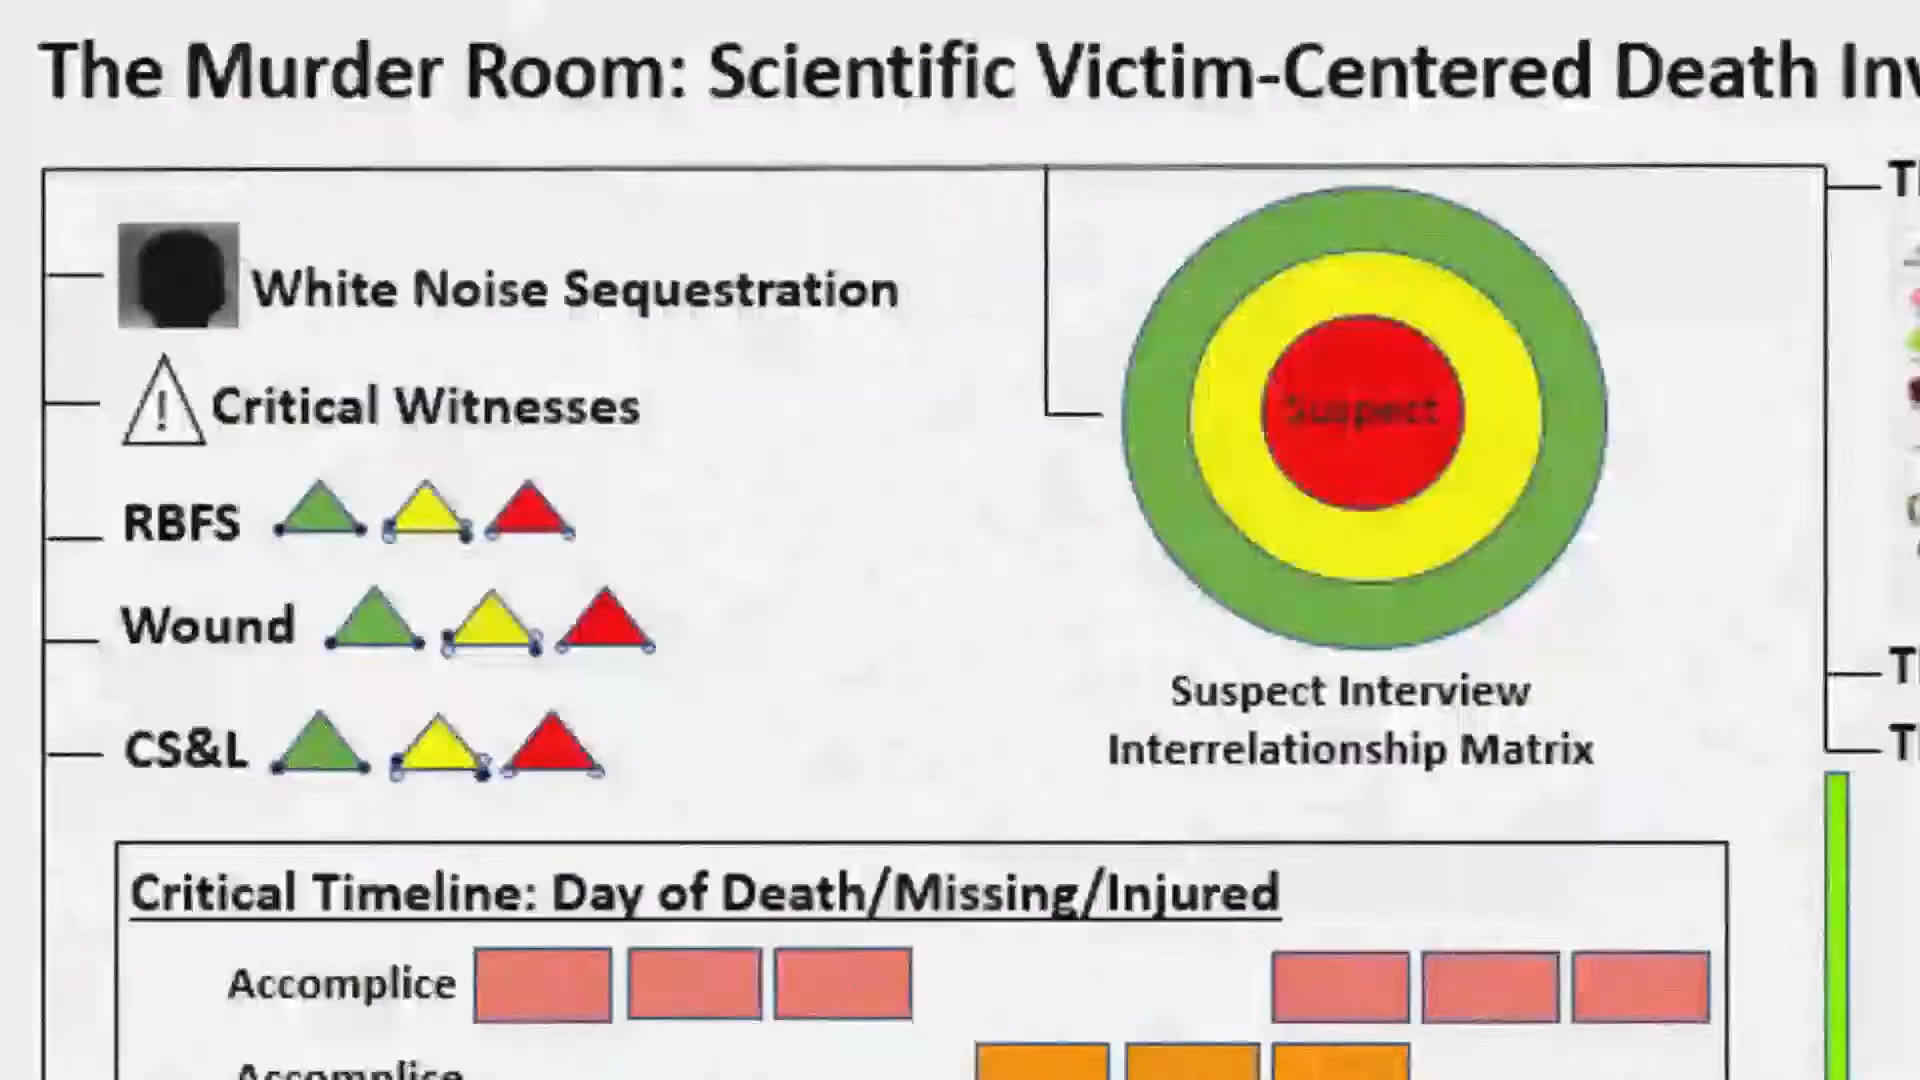 The Murder Room: Scientific Victim-Centered Death
White Noise Sequestration
! Critical Witnesses
RBFS
Wound
CS&L
Suspect
Suspect Interview
Interrelationship Matrix
Critical Timeline: Day of Death/Missing/Injured
Accomplice
Accomplice